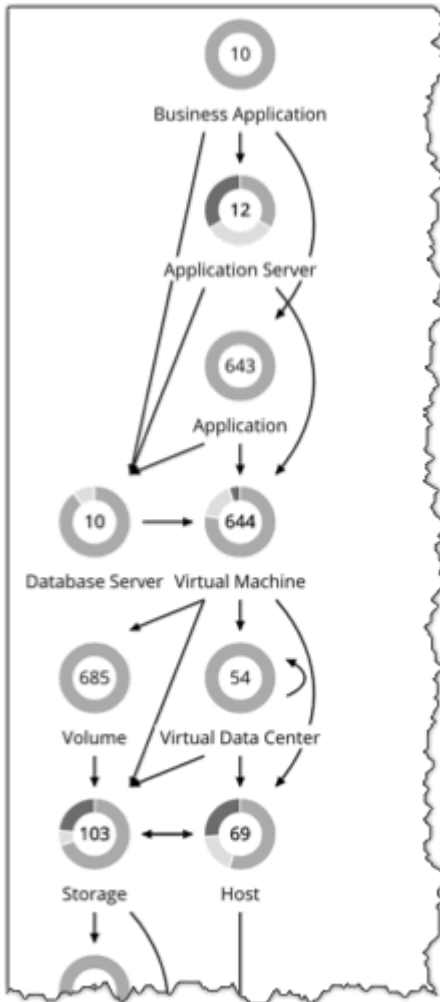 10
Business Application
12
Application Server
643
Application
10
644
Database Server
Virtual Machine
685
54
Volume
Virtual Data Center
103
69
Storage
Host